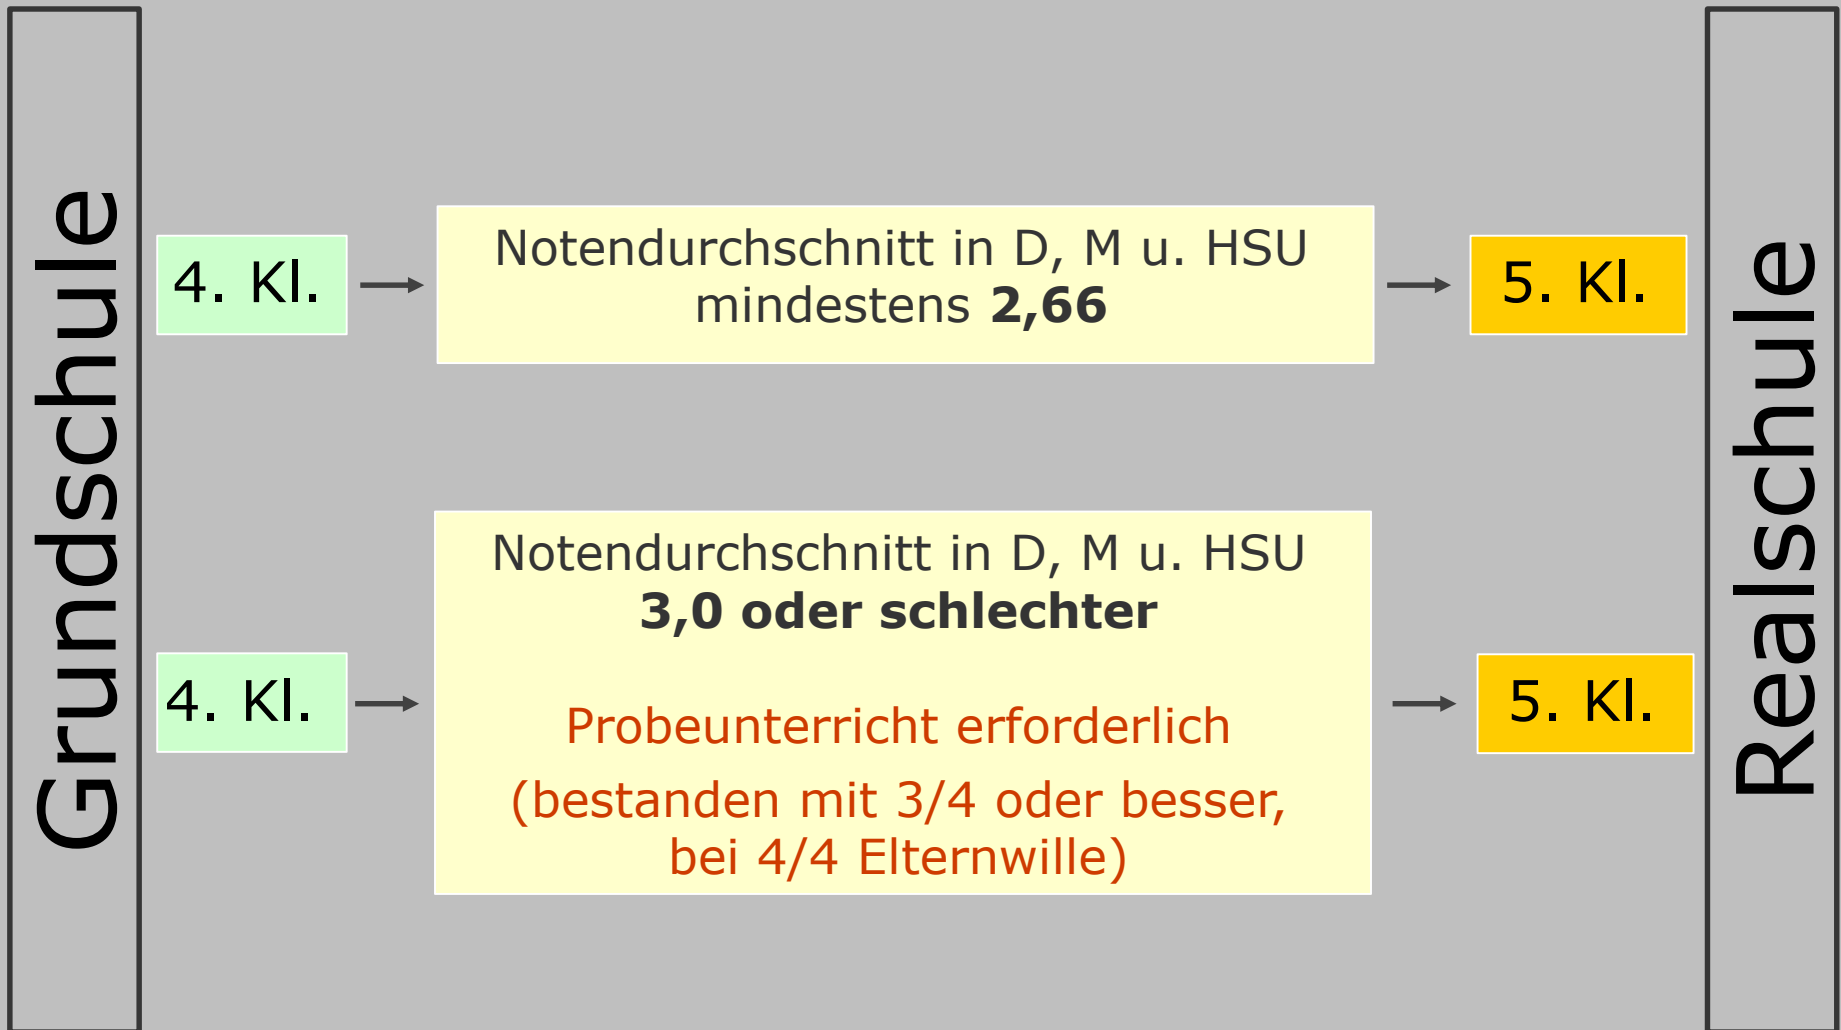 Grundschule
4. Kl.
Notendurchschnitt in D, M u. HSU
mindestens 2,66
5. Kl.
4. Kl.
Notendurchschnitt in D, M u. HSU
3,0 oder schlechter
Probeunterricht erforderlich
(bestanden mit 3/4 oder besser,
bei 4/4 Elternwille)
5. Kl.
Realschule